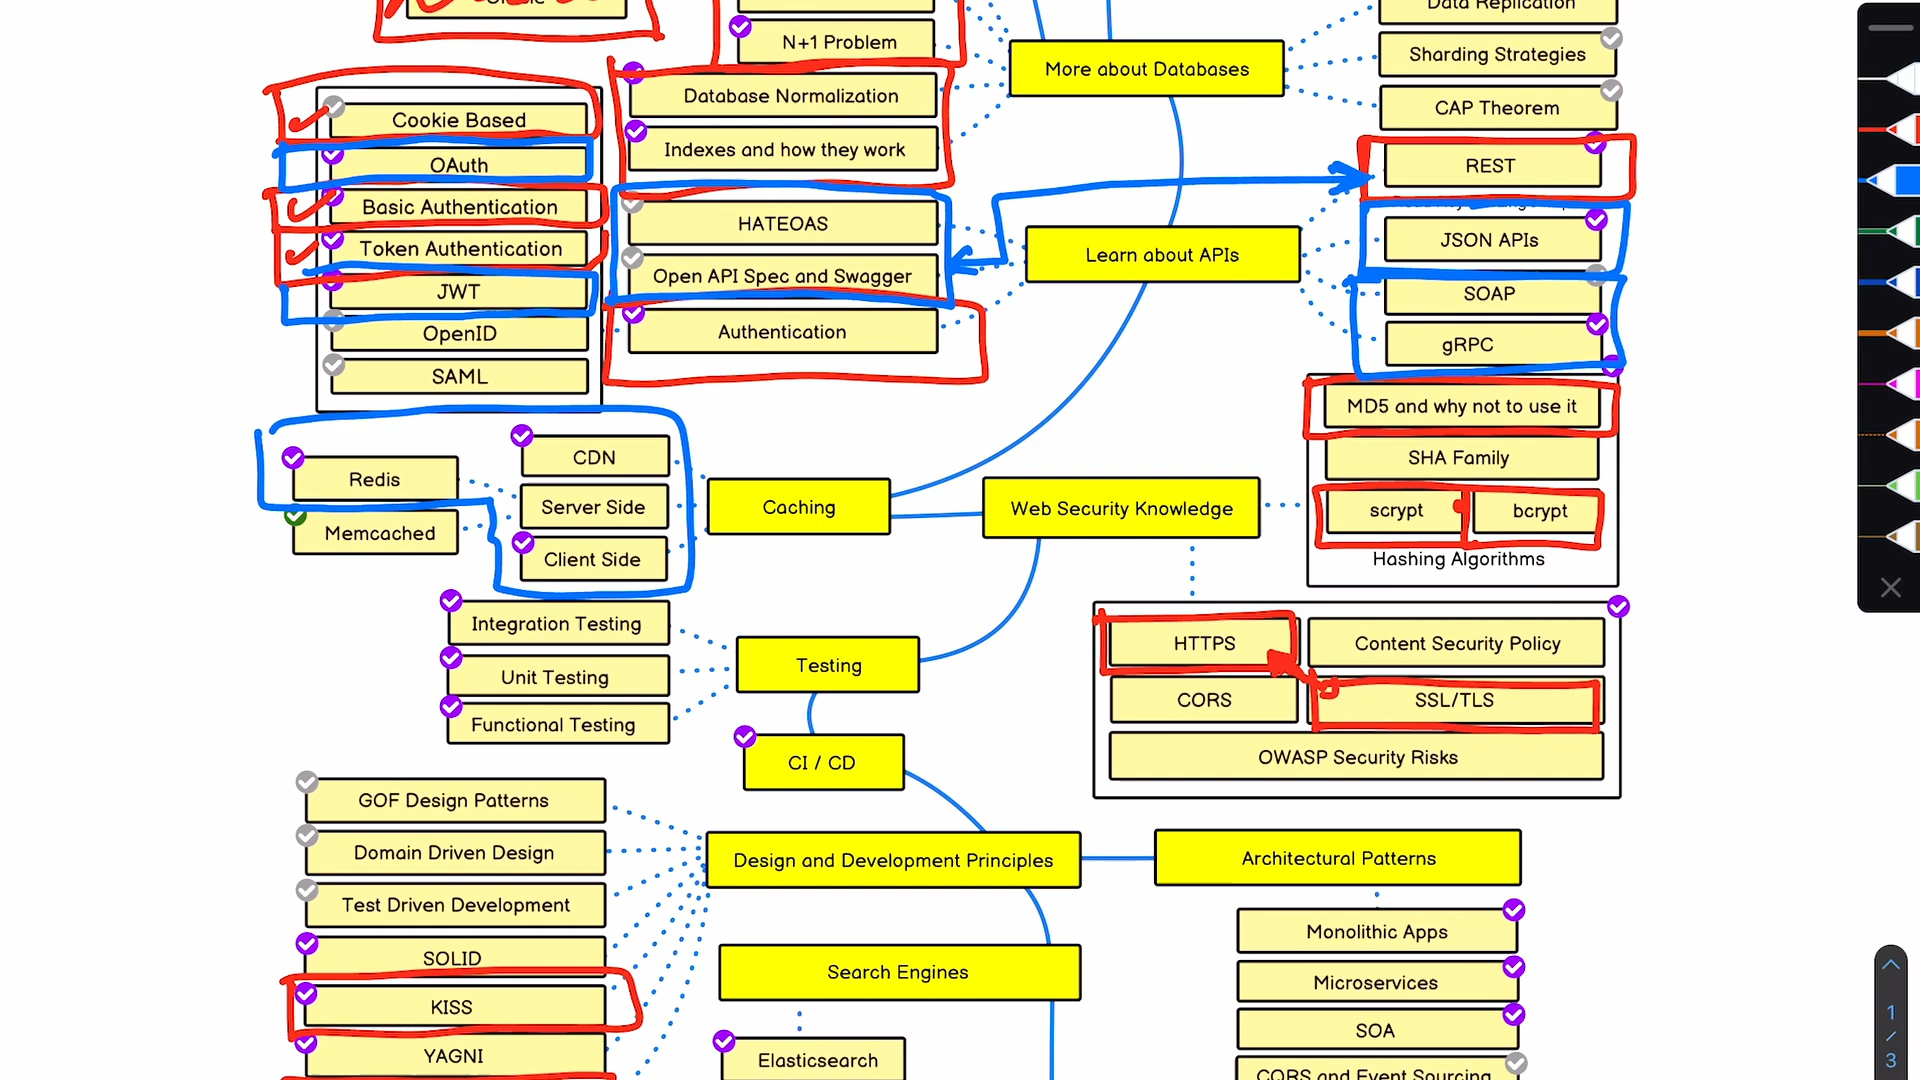 Data Replication
N+1 Problem
Sharding Strategies
More about Databases
Database Normalization
CAP Theorem
Cookie Based
Indexes and how they work
OAuth
REST
Basic Authentication
HATEOAS
Token Authentication
JSON APIs
Learn about APIs
Open API Spec and Swagger
JWT
SOAP
OpenID
Authentication
gRPC
SAML
MD5 and why not to use it
CDN
SHA Family
Redis
Server Side
Caching
Web Security Knowledge
scrypt
bcrypt
Memcached
Client Side
Hashing Algorithms
Integration Testing
HTTPS
Content Security Policy
Testing
Unit Testing
CORS
SSL/TLS
Functional Testing
CI / CD
OWASP Security Risks
GOF Design Patterns
Domain Driven Design
Design and Development Principles
Architectural Patterns
Test Driven Development
Monolithic Apps
SOLID
Search Engines
Microservices
KISS
SOA
YAGNI
Elasticsearch
CQRS and Event Sourcing
1
/
3